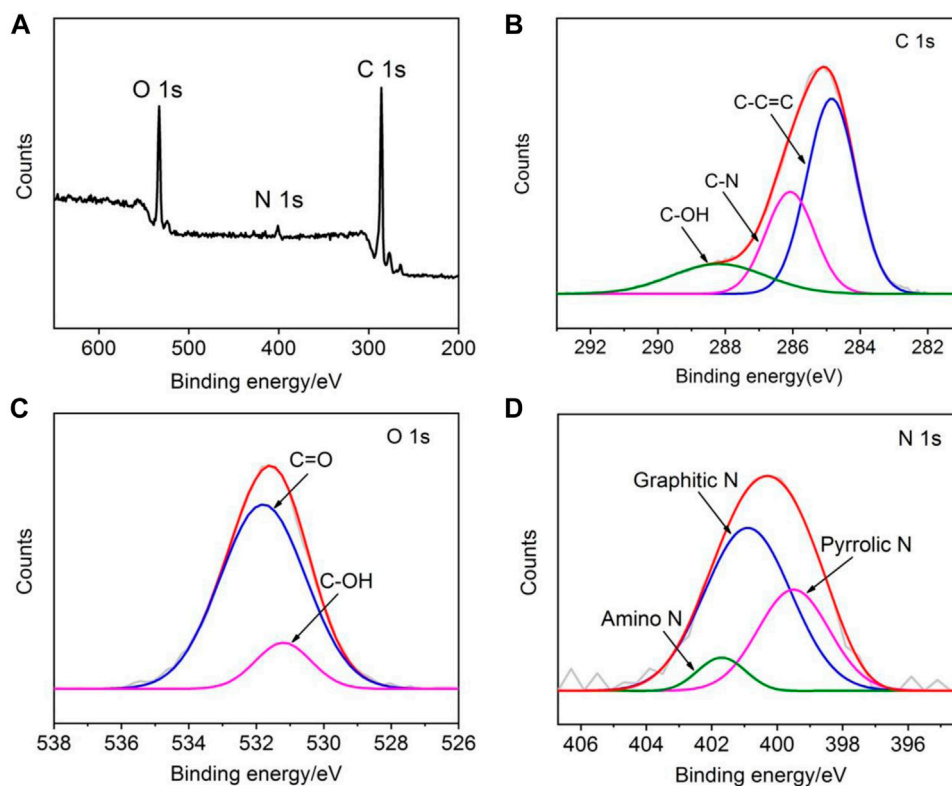 A
O 1s
N 1s
C 1s
Counts
600 500 400 300 200
Binding energy/eV
B
C 1s
C-C=C
C-N
C-OH
Counts
292 290 288 286 284 282
Binding energy(eV)
C
O 1s
C=O
C-OH
Counts
538 536 534 532 530 528 526
Binding energy/eV
D
N 1s
Graphitic N
Pyrrolic N
Amino N
Counts
406 404 402 400 398 396
Binding energy/eV